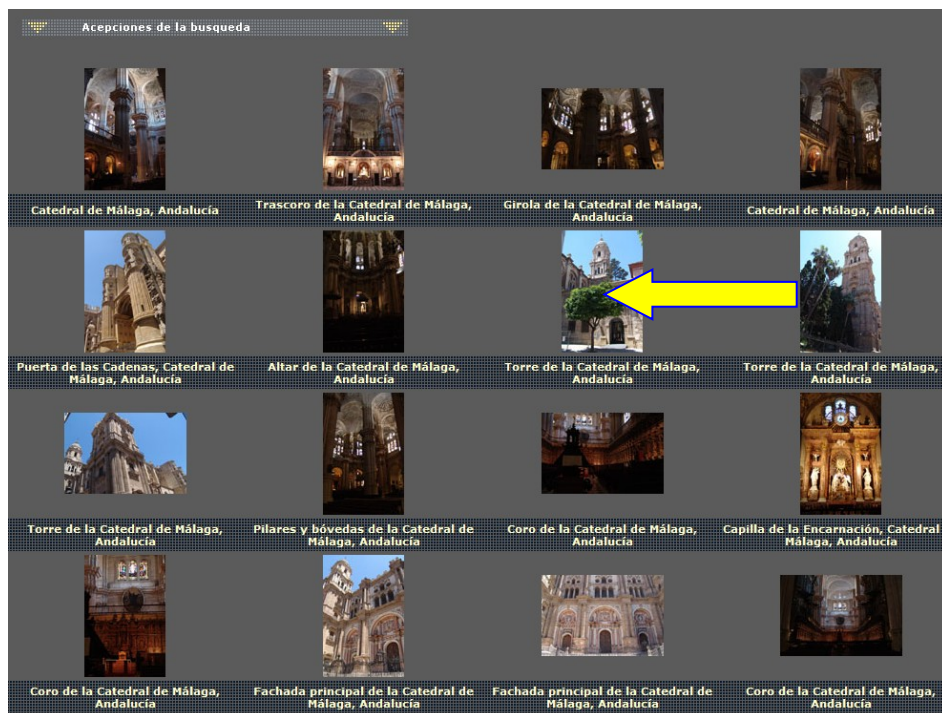 Acepciones de la busqueda
Catedral de Málaga, Andalucía
Trascoro de la Catedral de Málaga,
Andalucía
Girola de la Catedral de Málaga,
Andalucía
Catedral de Málaga, Andalucía
Puerta de las Cadenas, Catedral de
Málaga, Andalucía
Altar de la Catedral de Málaga,
Andalucía
Torre de la Catedral de Málaga,
Andalucía
Torre de la Catedral de Málaga,
Andalucía
Torre de la Catedral de Málaga,
Andalucía
Pilares y bóvedas de la Catedral de
Málaga, Andalucía
Coro de la Catedral de Málaga,
Andalucía
Capilla de la Encarnación, Catedral
Málaga, Andalucía
Coro de la Catedral de Málaga,
Andalucía
Fachada principal de la Catedral de
Málaga, Andalucía
Fachada principal de la Catedral de
Málaga, Andalucía
Coro de la Catedral de Málaga,
Andalucía